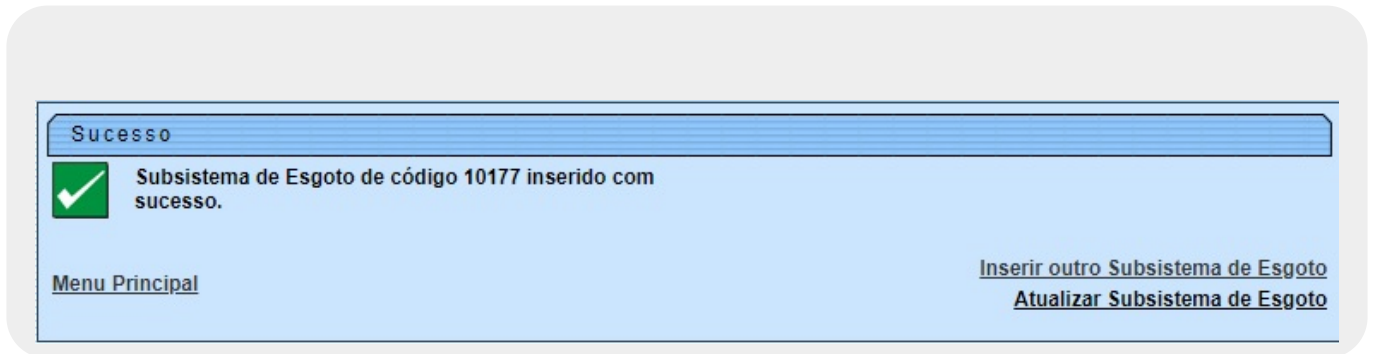 Sucesso
Subsistema de Esgoto de código 10177 inserido com
sucesso.
Menu Principal
Inserir outro Subsistema de Esgoto
Atualizar Subsistema de Esgoto